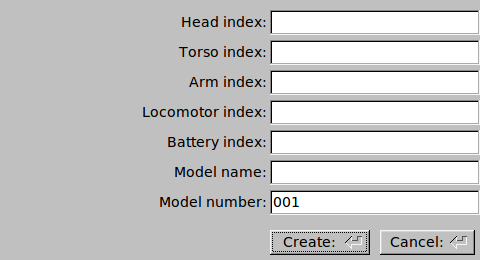 Head index:
Torso index:
Arm index:
Locomotor index:
Battery index:
Model name:
Model number: 001
Create: Cancel: